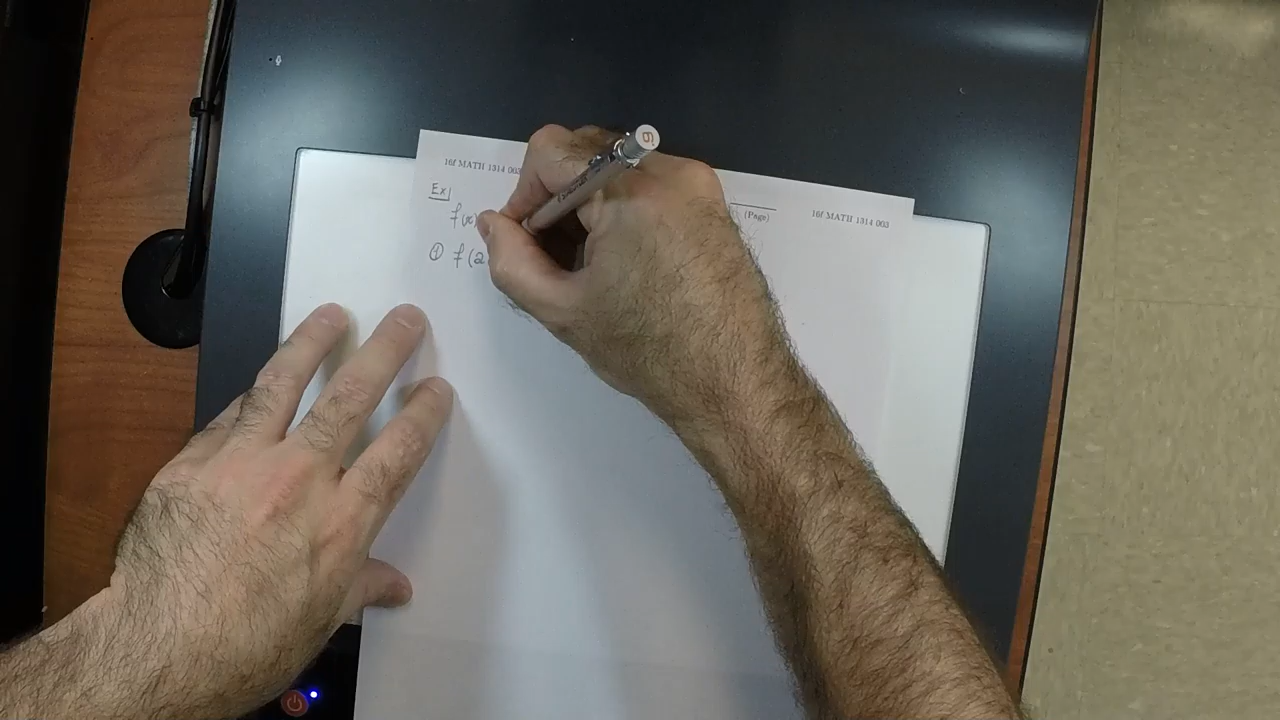 16f MATH 1314 003
(Page)
16f MATH 1314 003
Ex
f(x)
① f(2